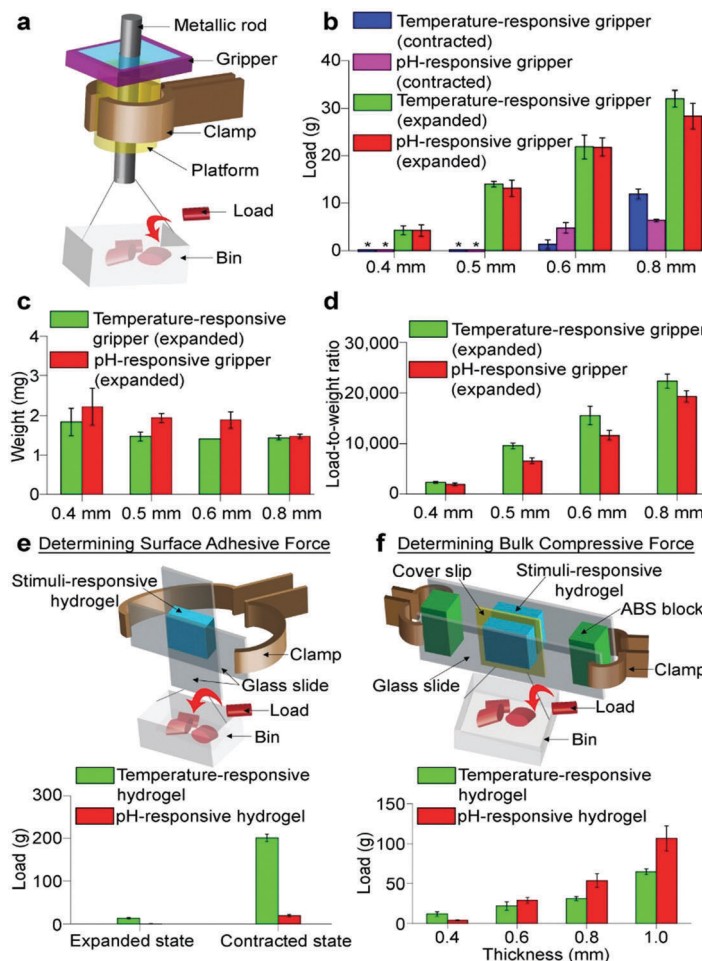 a
Metallic rod
Gripper
Clamp
Platform
Load
Bin
b
Temperature-responsive gripper
(contracted)
pH-responsive gripper
(contracted)
Temperature-responsive gripper
(expanded)
pH-responsive gripper
(expanded)
Load (g)
40
30
20
10
0
* * * *
0.4 mm 0.5 mm 0.6 mm 0.8 mm
c
Temperature-responsive
gripper (expanded)
pH-responsive gripper
(expanded)
Weight (mg)
4
3
2
1
0
0.4 mm 0.5 mm 0.6 mm 0.8 mm
d
Temperature-responsive gripper
(expanded)
pH-responsive gripper
(expanded)
Load-to-weight ratio
30,000
20,000
10,000
0
0.4 mm 0.5 mm 0.6 mm 0.8 mm
e Determining Surface Adhesive Force
Stimuli-responsive
hydrogel
Clamp
Glass slide
Load
Bin
Temperature-responsive
hydrogel
pH-responsive hydrogel
Load (g)
300
200
100
0
Expanded state Contracted state
f Determining Bulk Compressive Force
Cover slip
Stimuli-responsive
hydrogel
ABS block
Clamp
Glass slide
Load
Bin
Temperature-responsive
hydrogel
pH-responsive hydrogel
Load (g)
150
100
50
0
0.4 0.6 0.8 1.0
Thickness (mm)